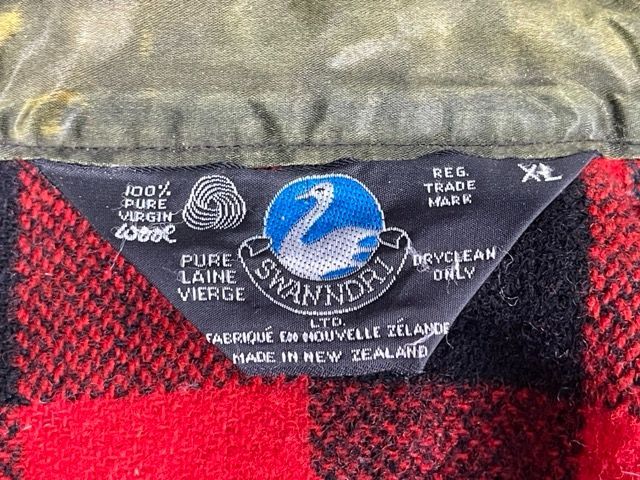 100%
PURE
VIRGIN
WOOL
PURE
LAINE
VIERGE
SWANNDRI
LTD.
REG.
TRADE
MARK
XL
DRYCLEAN
ONLY
FABRIQUÉ EN NOUVELLE ZÉLANDE
MADE IN NEW ZEALAND